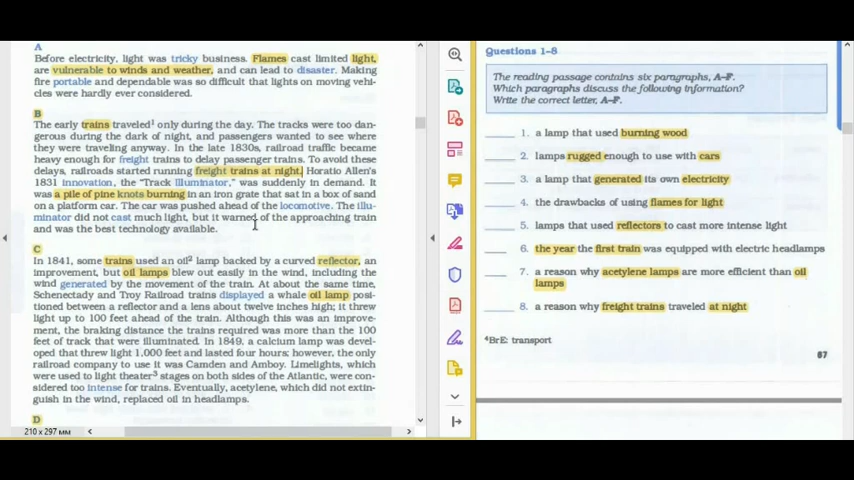 A
Before electricity, light was tricky business. Flames cast limited light,
are vulnerable to winds and weather, and can lead to disaster. Making
fire portable and dependable was so difficult that lights on moving vehi-
cles were hardly ever considered.
B
The early trains traveled¹ only during the day. The tracks were too dan-
gerous during the dark of night, and passengers wanted to see where
they were traveling anyway. In the late 1830s, railroad traffic became
heavy enough for freight trains to delay passenger trains. To avoid these
delays, railroads started running freight trains at night. Horatio Allen's
1831 innovation, the "Track Illuminator," was suddenly in demand. It
was a pile of pine knots burning in an iron grate that sat in a box of sand
on a platform car. The car was pushed ahead of the locomotive. The illu-
minator did not cast much light, but it warned of the approaching train
and was the best technology available.
C
In 1841, some trains used an oil² lamp backed by a curved reflector, an
improvement, but oil lamps blew out easily in the wind, including the
wind generated by the movement of the train. At about the same time,
Schenectady and Troy Railroad trains displayed a whale oil lamp posi-
tioned between a reflector and a lens about twelve inches high; it threw
light up to 100 feet ahead of the train. Although this was an improve-
ment, the braking distance the trains required was more than the 100
feet of track that were illuminated. In 1849, a calcium lamp was devel-
oped that threw light 1,000 feet and lasted four hours; however, the only
railroad company to use it was Camden and Amboy. Limelights, which
were used to light theater³ stages on both sides of the Atlantic, were con-
sidered too intense for trains. Eventually, acetylene, which did not extin-
guish in the wind, replaced oil in headlamps.
D
210 x 297 мм
Questions 1–8
The reading passage contains six paragraphs, A–F.
Which paragraphs discuss the following information?
Write the correct letter, A–F.
1. a lamp that used burning wood
2. lamps rugged enough to use with cars
3. a lamp that generated its own electricity
4. the drawbacks of using flames for light
5. lamps that used reflectors to cast more intense light
6. the year the first train was equipped with electric headlamps
7. a reason why acetylene lamps are more efficient than oil
lamps
8. a reason why freight trains traveled at night
⁴BrE: transport
67